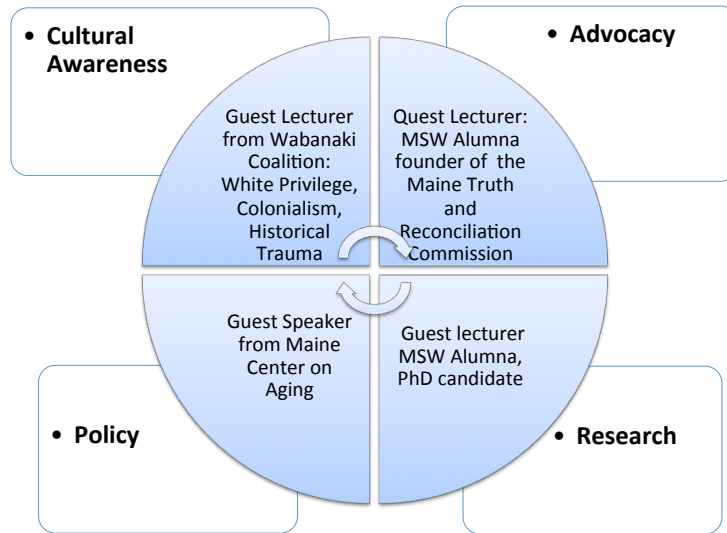 • Cultural
Awareness
• Advocacy
Guest Lecturer
from Wabanaki
Coalition:
White Privilege,
Colonialism,
Historical
Trauma
Quest Lecturer:
MSW Alumna
founder of the
Maine Truth
and
Reconciliation
Commission
Guest Speaker
from Maine
Center on
Aging
Guest lecturer
MSW Alumna,
PhD candidate
• Policy
• Research